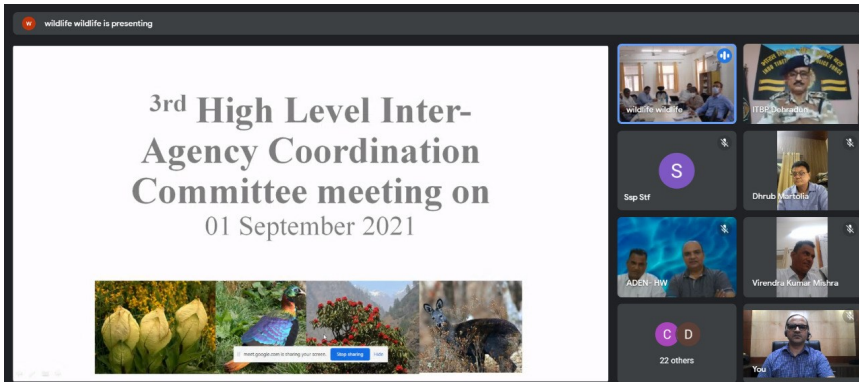 W wildlife wildlife is presenting
3rd High Level Inter-
Agency Coordination
Committee meeting on
01 September 2021
meet.google.com is sharing your screen. Stop sharing Hide
wildlife wildlife
ITBP Dehradun
S
Ssp Stf
Dhrub Martolia
ADEN- HW
Virendra Kumar Mishra
C D
22 others
You